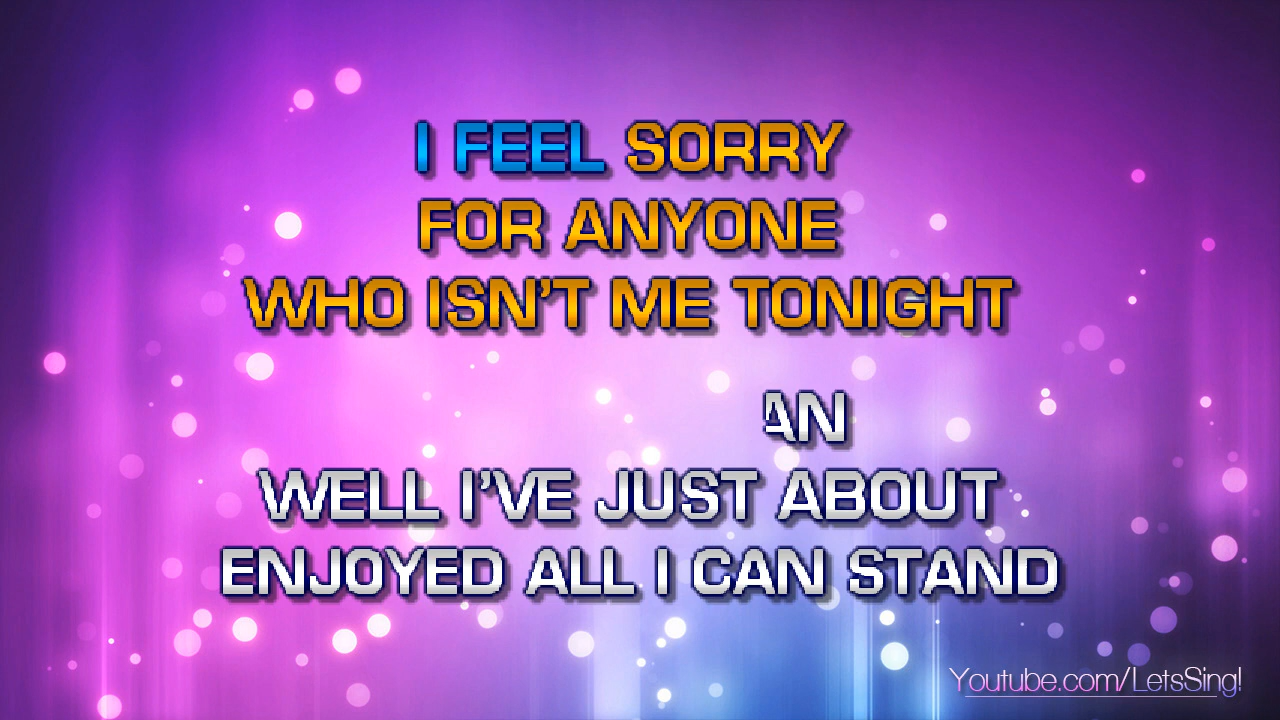 I FEEL SORRY
FOR ANYONE
WHO ISN'T ME TONIGHT
AN
WELL I'VE JUST ABOUT
ENJOYED ALL I CAN STAND
Youtube.com/LetsSing!